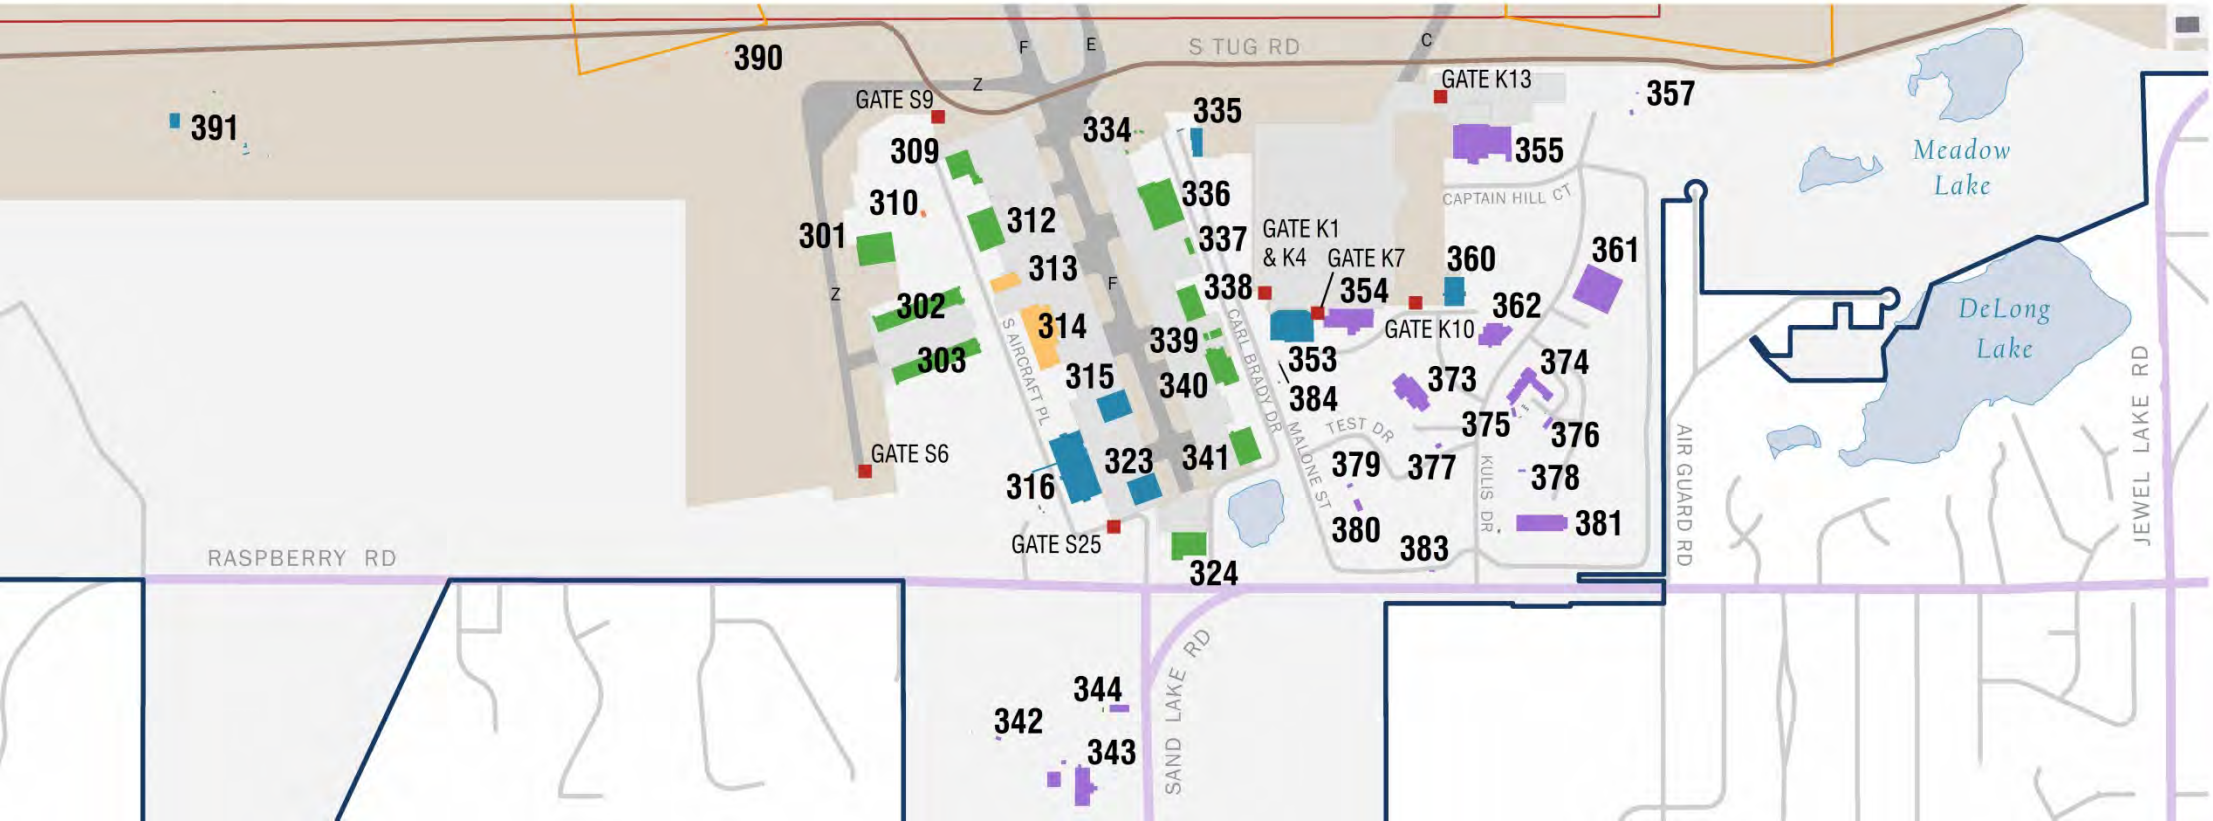 390
F
E
S TUG RD
C
Z
GATE S9
GATE K13
357
391
309
334
335
355
Meadow
Lake
310
336
CAPTAIN HILL CT
301
312
337
GATE K1
& K4
GATE K7
361
313
338
354
360
Z
F
302
314
GATE K10
362
DeLong
Lake
303
S AIRCRAFT PL
315
339
CARL BRADY DR
353
374
340
384
373
375
376
TEST DR
MALONE ST
GATE S6
316
323
341
379
377
KULIS DR
378
AIR GUARD RD
JEWEL LAKE RD
380
381
GATE S25
324
383
RASPBERRY RD
SAND LAKE RD
344
342
343